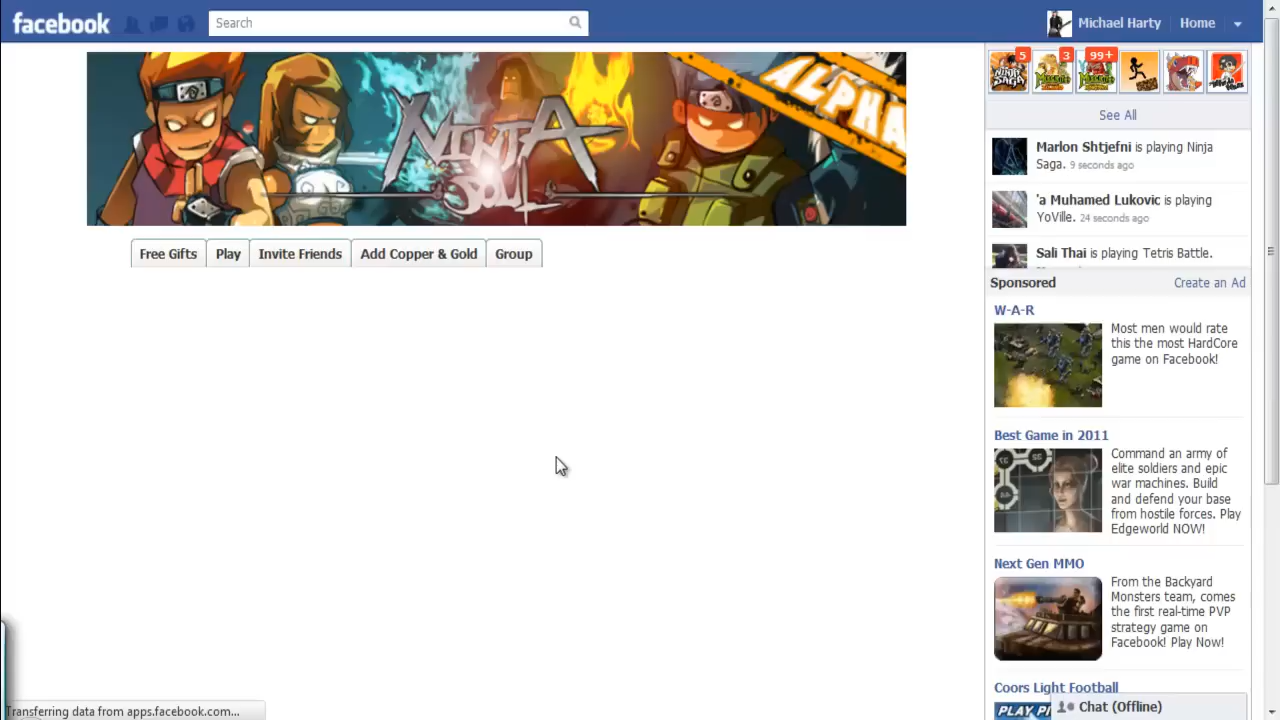 facebook
Search
Michael Harty
Home
NINJA
SOUL
ALPHA
5
3
99+
NINJA
SAGA
See All
Free Gifts
Play
Invite Friends
Add Copper & Gold
Group
Marlon Shtjefni is playing Ninja
Saga. 9 seconds ago
'a Muhamed Lukovic is playing
YoVille. 24 seconds ago
Sali Thai is playing Tetris Battle.
Sponsored
Create an Ad
W-A-R
Most men would rate
this the most HardCore
game on Facebook!
Best Game in 2011
Command an army of
elite soldiers and epic
war machines. Build
and defend your base
from hostile forces. Play
Edgeworld NOW!
Next Gen MMO
From the Backyard
Monsters team, comes
the first real-time PVP
strategy game on
Facebook! Play Now!
Coors Light Football
Chat (Offline)
Transferring data from apps.facebook.com...